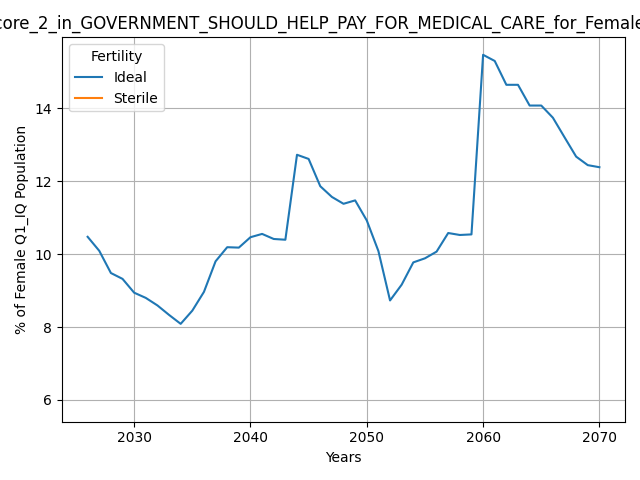 core_2_in_GOVERNMENT_SHOULD_HELP_PAY_FOR_MEDICAL_CARE_for_Female
Fertility
Ideal
Sterile
% of Female Q1_IQ Population
14
12
10
8
6
2030 2040 2050 2060 2070
Years